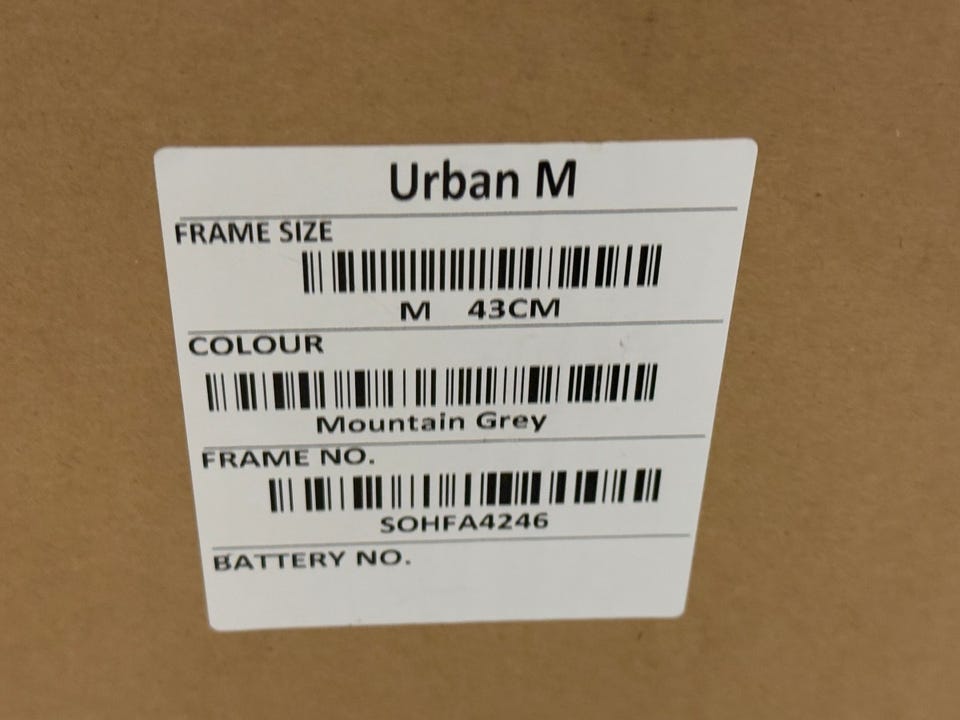 Urban M
FRAME SIZE
M 43CM
COLOUR
Mountain Grey
FRAME NO.
SOHFA4246
BATTERY NO.